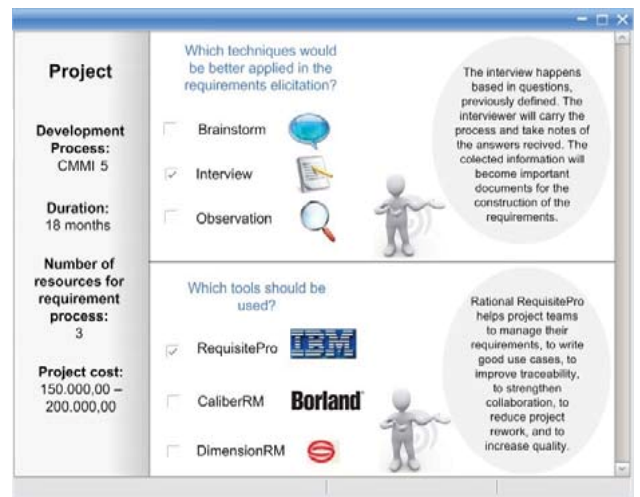 Project
Development
Process:
CMMI 5
Duration:
18 months
Number of
resources for
requirement
process:
3
Project cost:
150.000,00 –
200.000,00
Which techniques would
be better applied in the
requirements elicitation?
Brainstorm
Interview
Observation
The interview happens
based in questions,
previously defined. The
interviewer will carry the
process and take notes of
the answers recived. The
colected information will
become important
documents for the
construction of the
requirements.
Which tools should be
used?
RequisitePro
IBM
CaliberRM
Borland
DimensionRM
Rational RequisitePro
helps project teams
to manage their
requirements, to write
good use cases, to
improve traceability,
to strengthen
collaboration, to
reduce project
rework, and to
increase quality.